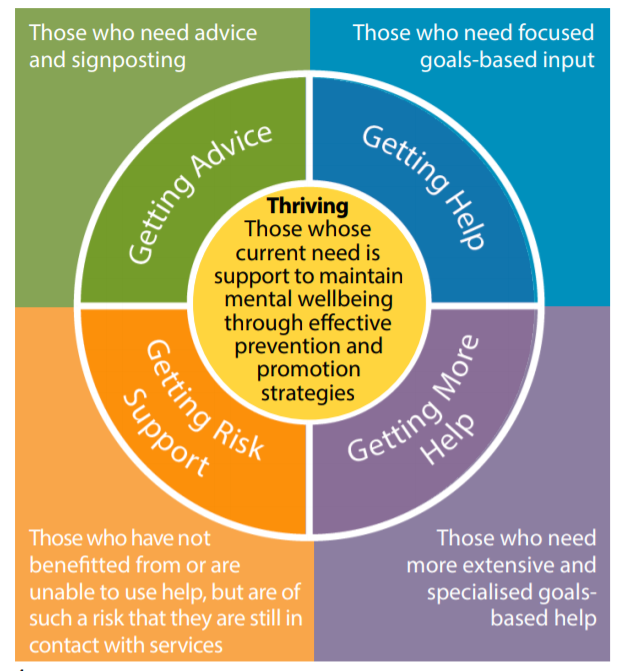 Those who need advice
and signposting
Those who need focused
goals-based input
Getting Advice
Getting Help
Thriving
Those whose
current need is
support to maintain
mental wellbeing
through effective
prevention and
promotion
strategies
Getting Risk
Support
Getting More
Help
Those who have not
benefitted from or are
unable to use help, but are of
such a risk that they are still in
contact with services
Those who need
more extensive and
specialised goals-
based help